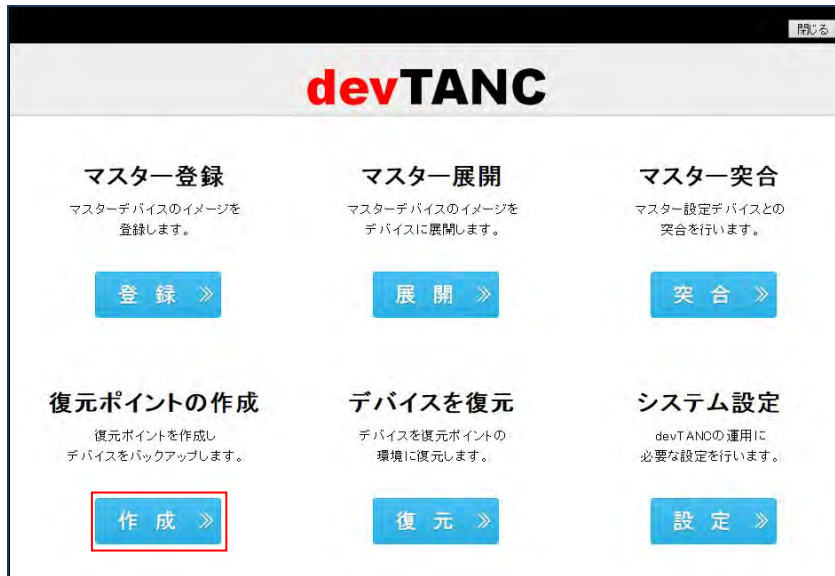 閉じる
devTANC
マスター登録
マスターデバイスのイメージを
登録します。
登 録 》
マスター展開
マスターデバイスのイメージを
デバイスに展開します。
展 開 》
マスター突合
マスター設定デバイスとの
突合を行います。
突 合 》
復元ポイントの作成
復元ポイントを作成し
デバイスをバックアップします。
作 成 》
デバイスを復元
デバイスを復元ポイントの
環境に復元します。
復 元 》
システム設定
devTANCの運用に
必要な設定を行います。
設 定 》